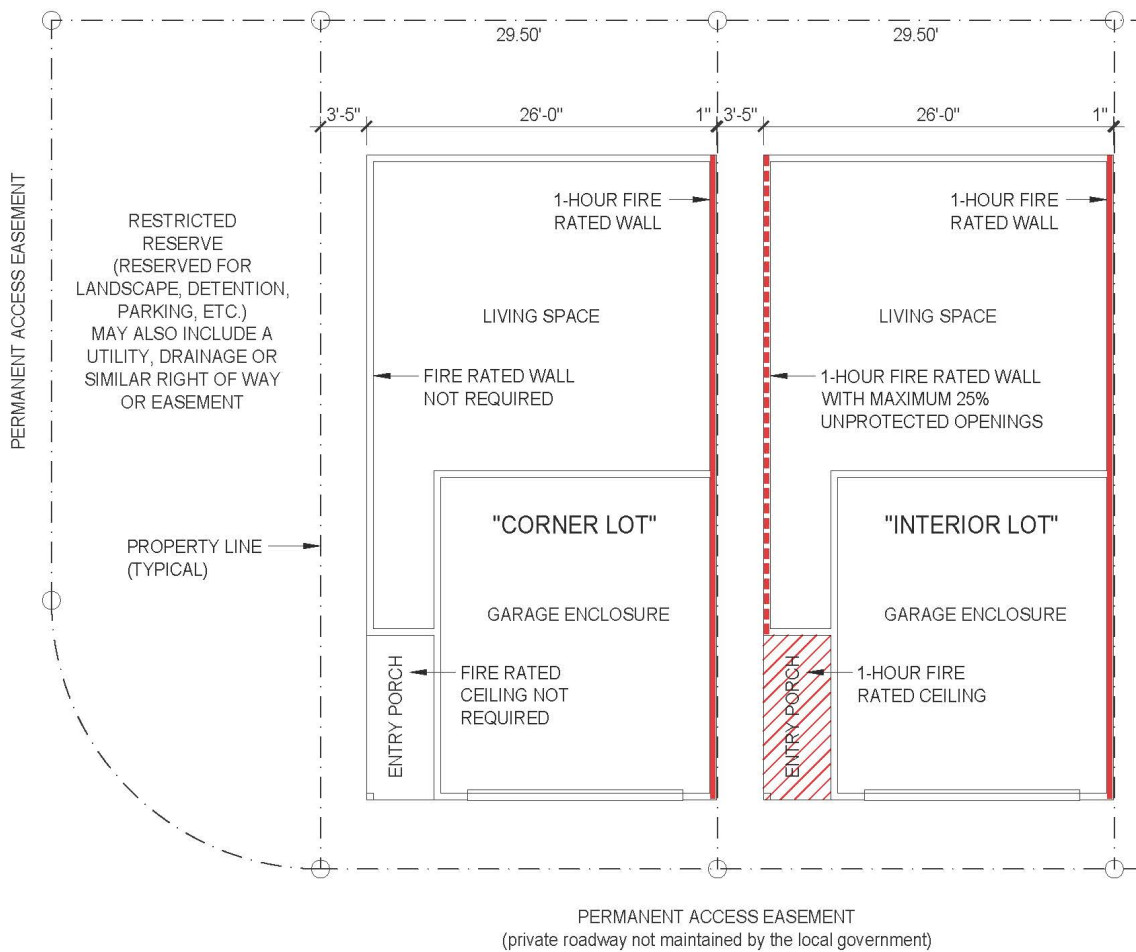 29.50'
29.50'
3'-5"
26'-0"
1"
3'-5"
26'-0"
1"
PERMANENT ACCESS EASEMENT
RESTRICTED
RESERVE
(RESERVED FOR
LANDSCAPE, DETENTION,
PARKING, ETC.)
MAY ALSO INCLUDE A
UTILITY, DRAINAGE OR
SIMILAR RIGHT OF WAY
OR EASEMENT
PROPERTY LINE
(TYPICAL)
1-HOUR FIRE
RATED WALL
LIVING SPACE
FIRE RATED WALL
NOT REQUIRED
"CORNER LOT"
GARAGE ENCLOSURE
FIRE RATED
CEILING NOT
REQUIRED
ENTRY PORCH
1-HOUR FIRE
RATED WALL
LIVING SPACE
1-HOUR FIRE RATED WALL
WITH MAXIMUM 25%
UNPROTECTED OPENINGS
"INTERIOR LOT"
GARAGE ENCLOSURE
1-HOUR FIRE
RATED CEILING
ENTRY PORCH
PERMANENT ACCESS EASEMENT
(private roadway not maintained by the local government)